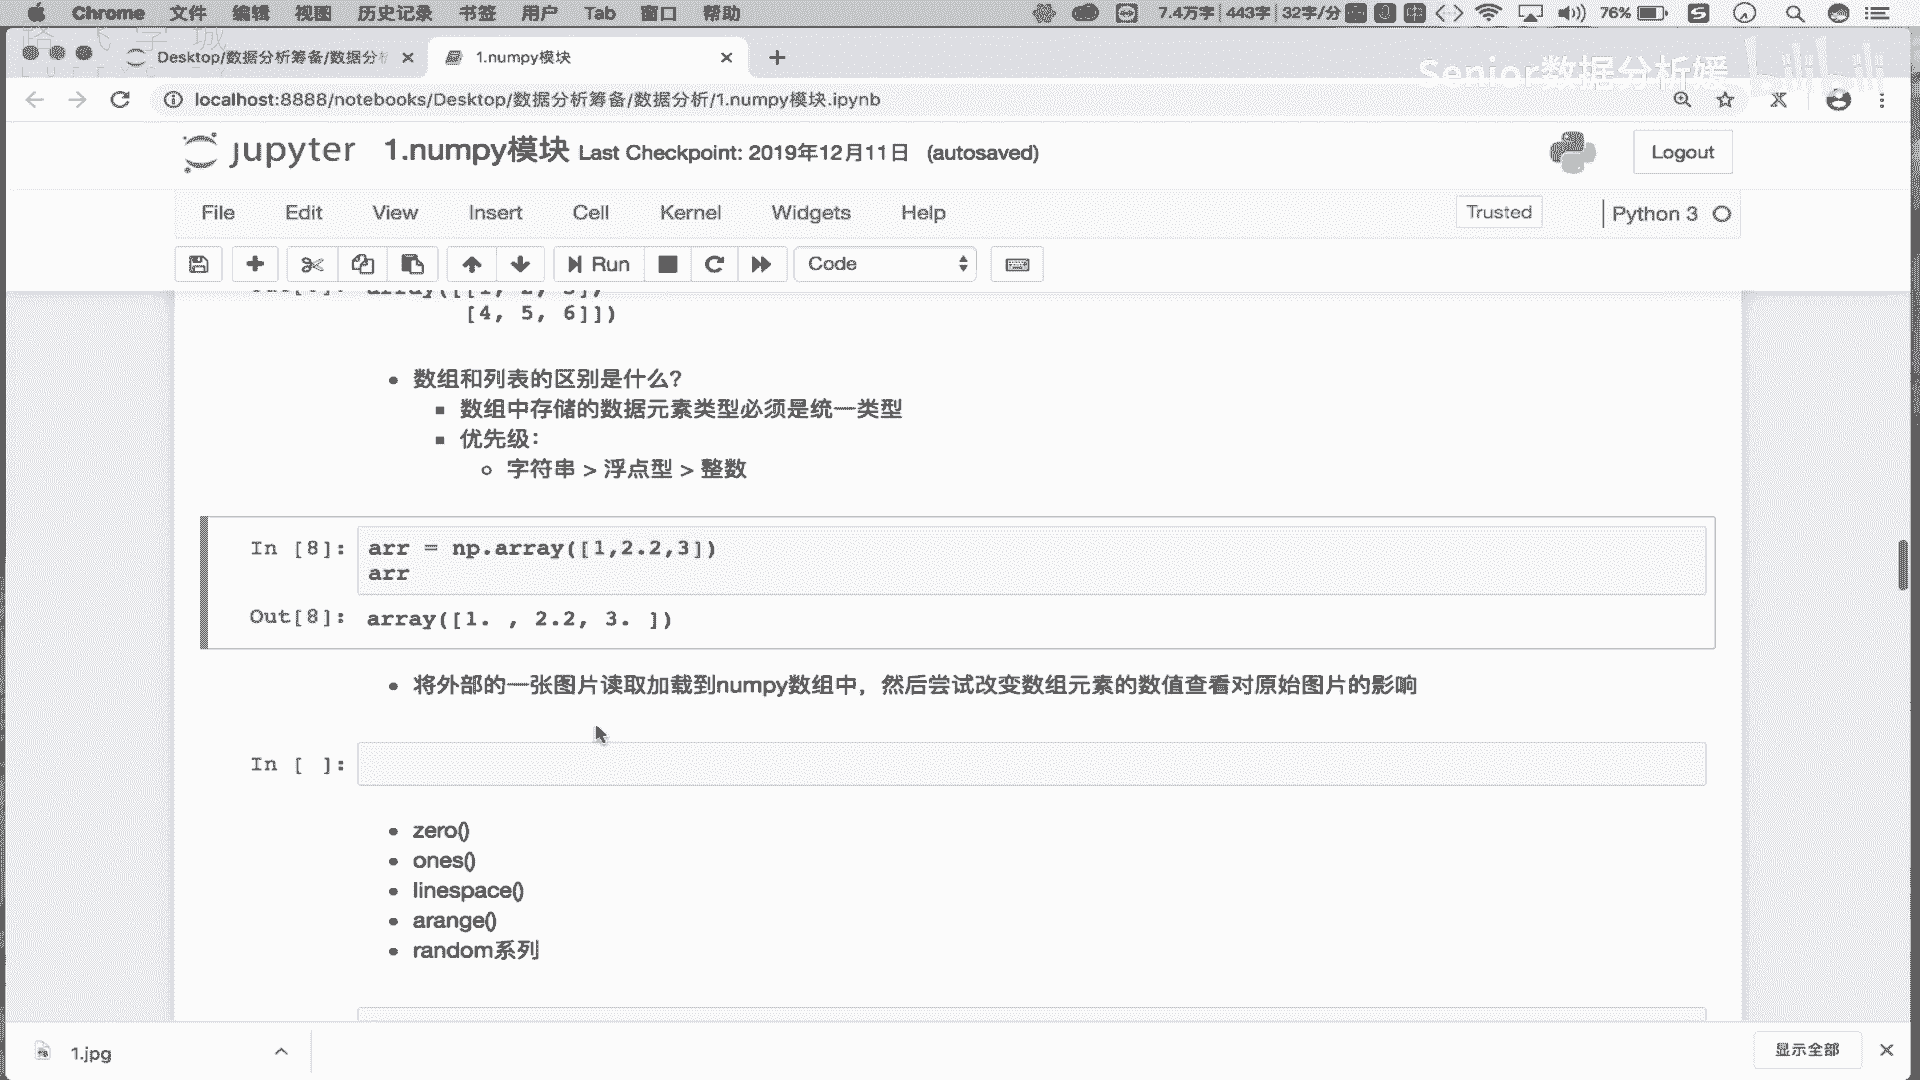 Chrome 文件 编辑 视图 历史记录 书签 用户 Tab 窗口 帮助 7.4万字 443字 32字/分 76%
Desktop/数据分析筹备/数据分析 1.numpy模块
Senior数据分析媛 bilibili
localhost:8888/notebooks/Desktop/数据分析筹备/数据分析/1.numpy模块.ipynb
jupyter 1.numpy模块 Last Checkpoint: 2019年12月11日 (autosaved) Logout
File Edit View Insert Cell Kernel Widgets Help Trusted Python 3
Run Code
[4, 5, 6]])
数组和列表的区别是什么?
数组中存储的数据元素类型必须是统一类型
优先级:
字符串 > 浮点型 > 整数
In [8]: arr = np.array([1,2.2,3])
arr
Out[8]: array([1. , 2.2, 3. ])
将外部的一张图片读取加载到numpy数组中，然后尝试改变数组元素的数值查看对原始图片的影响
In [ ]:
zero()
ones()
linespace()
arange()
random系列
1.jpg 显示全部